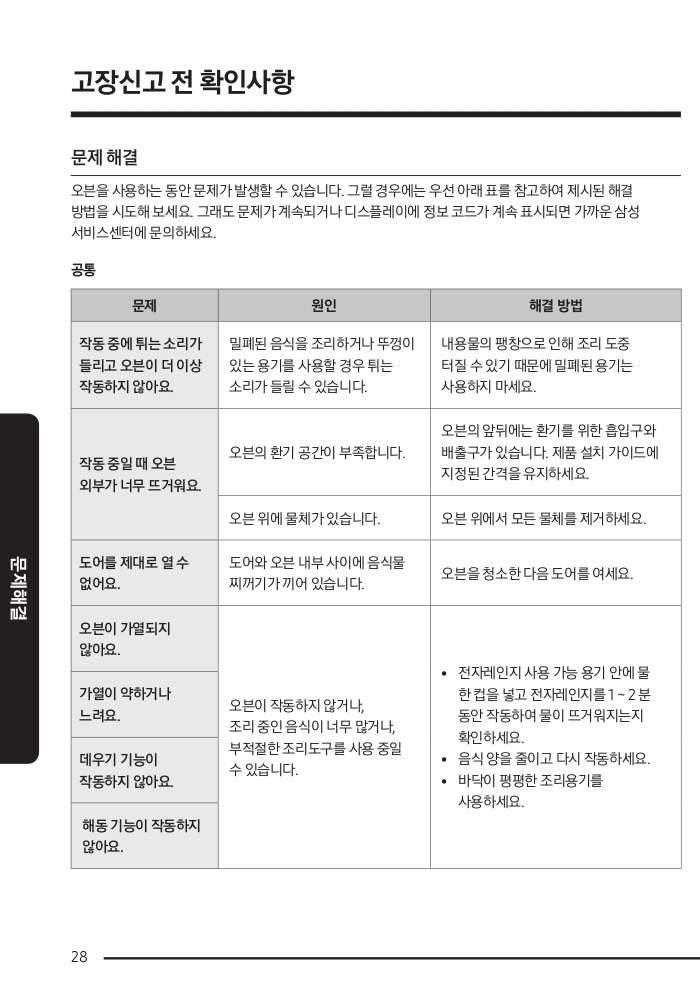 고장신고 전 확인사항
문제 해결
오븐을 사용하는 동안 문제가 발생할 수 있습니다. 그럴 경우에는 우선 아래 표를 참고하여 제시된 해결
방법을 시도해 보세요. 그래도 문제가 계속되거나 디스플레이에 정보 코드가 계속 표시되면 가까운 삼성
서비스센터에 문의하세요.
공통
문제 원인 해결 방법
작동 중에 튀는 소리가
들리고 오븐이 더 이상
작동하지 않아요.
밀폐된 음식을 조리하거나 뚜껑이
있는 용기를 사용할 경우 튀는
소리가 들릴 수 있습니다.
내용물의 팽창으로 인해 조리 도중
터질 수 있기 때문에 밀폐된 용기는
사용하지 마세요.
작동 중일 때 오븐
외부가 너무 뜨거워요.
오븐의 환기 공간이 부족합니다.
오븐의 앞뒤에는 환기를 위한 흡입구와
배출구가 있습니다. 제품 설치 가이드에
지정된 간격을 유지하세요.
오븐 위에 물체가 있습니다.
오븐 위에서 모든 물체를 제거하세요.
도어를 제대로 열 수
없어요.
도어와 오븐 내부 사이에 음식물
찌꺼기가 끼어 있습니다.
오븐을 청소한 다음 도어를 여세요.
오븐이 가열되지
않아요.
가열이 약하거나
느려요.
데우기 기능이
작동하지 않아요.
해동 기능이 작동하지
않아요.
오븐이 작동하지 않거나,
조리 중인 음식이 너무 많거나,
부적절한 조리도구를 사용 중일
수 있습니다.
• 전자레인지 사용 가능 용기 안에 물
한 컵을 넣고 전자레인지를 1 ~ 2 분
동안 작동하여 물이 뜨거워지는지
확인하세요.
• 음식 양을 줄이고 다시 작동하세요.
• 바닥이 평평한 조리용기를
사용하세요.
문제해결
28